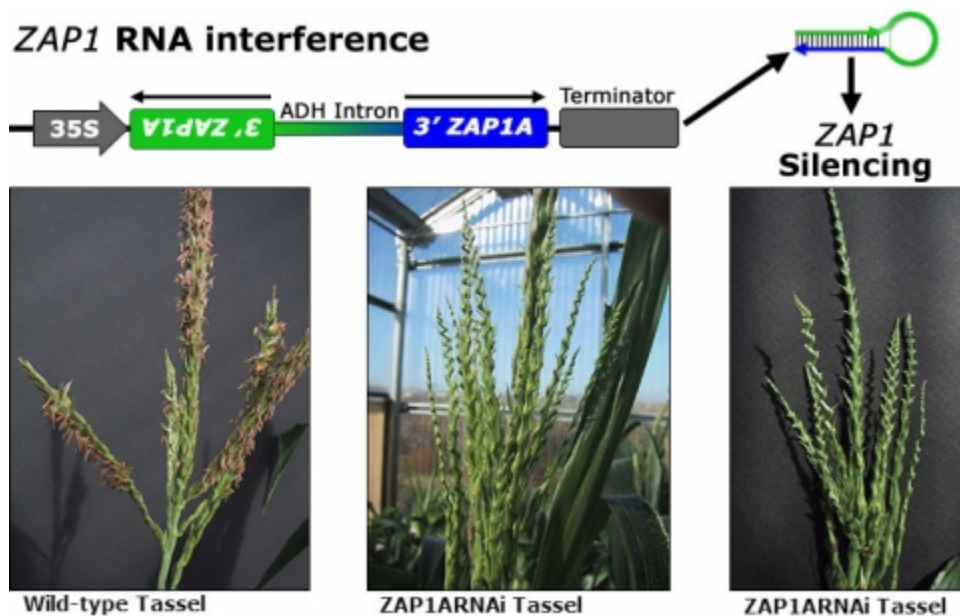 ZAP1 RNA interference
35S
3' ZAP1A
ADH Intron
3' ZAP1A
Terminator
ZAP1
Silencing
Wild-type Tassel
ZAP1ARNAi Tassel
ZAP1ARNAi Tassel